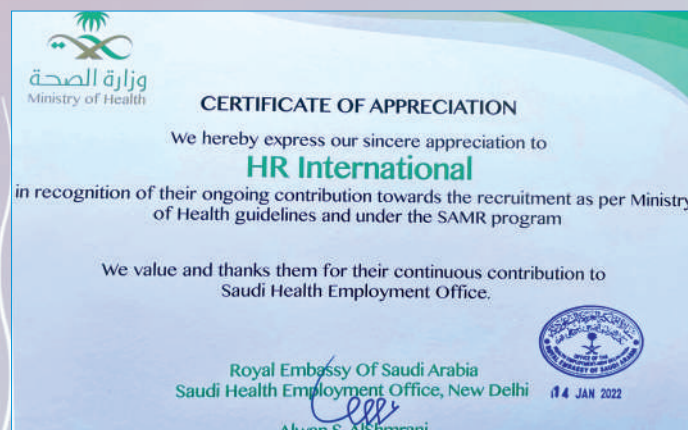 وزارة الصحة
Ministry of Health
CERTIFICATE OF APPRECIATION
We hereby express our sincere appreciation to
HR International
in recognition of their ongoing contribution towards the recruitment as per Ministry
of Health guidelines and under the SAMR program
We value and thanks them for their continuous contribution to
Saudi Health Employment Office.
Royal Embassy Of Saudi Arabia
Saudi Health Employment Office, New Delhi
14 JAN 2022
Alwan S. AlShmrani